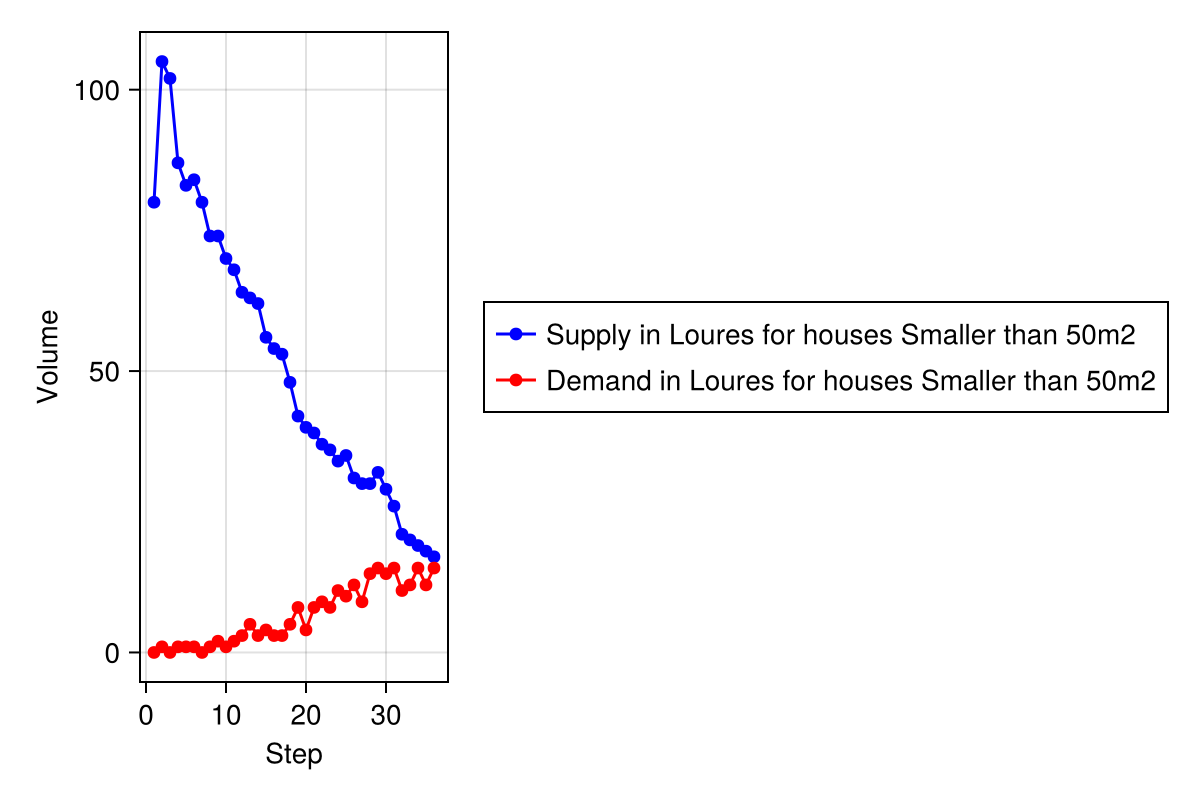 Volume
100
50
0
0 10 20 30
Step
Supply in Loures for houses Smaller than 50m2
Demand in Loures for houses Smaller than 50m2